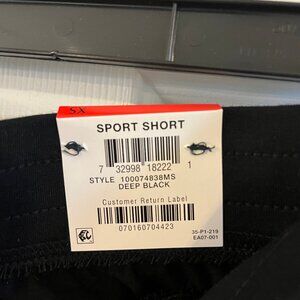 XS
SPORT SHORT
7 32998 18222 1
STYLE 100074838MS
DEEP BLACK
Customer Return Label
070160704423
35-P1-219
EA07-001